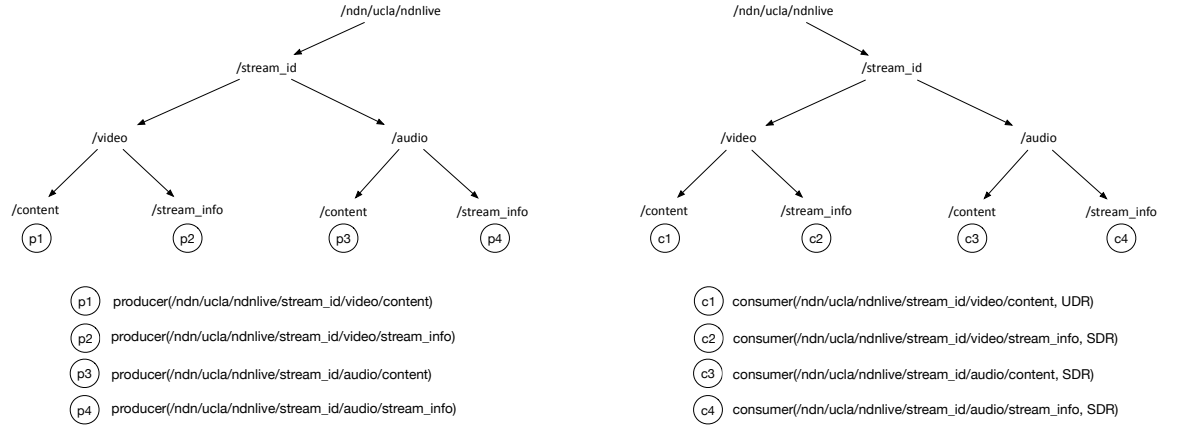 /ndn/ucla/ndnlive
/stream_id
/video
/audio
/content
/stream_info
/content
/stream_info
p1
p2
p3
p4
p1 producer(/ndn/ucla/ndnlive/stream_id/video/content)
p2 producer(/ndn/ucla/ndnlive/stream_id/video/stream_info)
p3 producer(/ndn/ucla/ndnlive/stream_id/audio/content)
p4 producer(/ndn/ucla/ndnlive/stream_id/audio/stream_info)
/ndn/ucla/ndnlive
/stream_id
/video
/audio
/content
/stream_info
/content
/stream_info
c1
c2
c3
c4
c1 consumer(/ndn/ucla/ndnlive/stream_id/video/content, UDR)
c2 consumer(/ndn/ucla/ndnlive/stream_id/video/stream_info, SDR)
c3 consumer(/ndn/ucla/ndnlive/stream_id/audio/content, SDR)
c4 consumer(/ndn/ucla/ndnlive/stream_id/audio/stream_info, SDR)